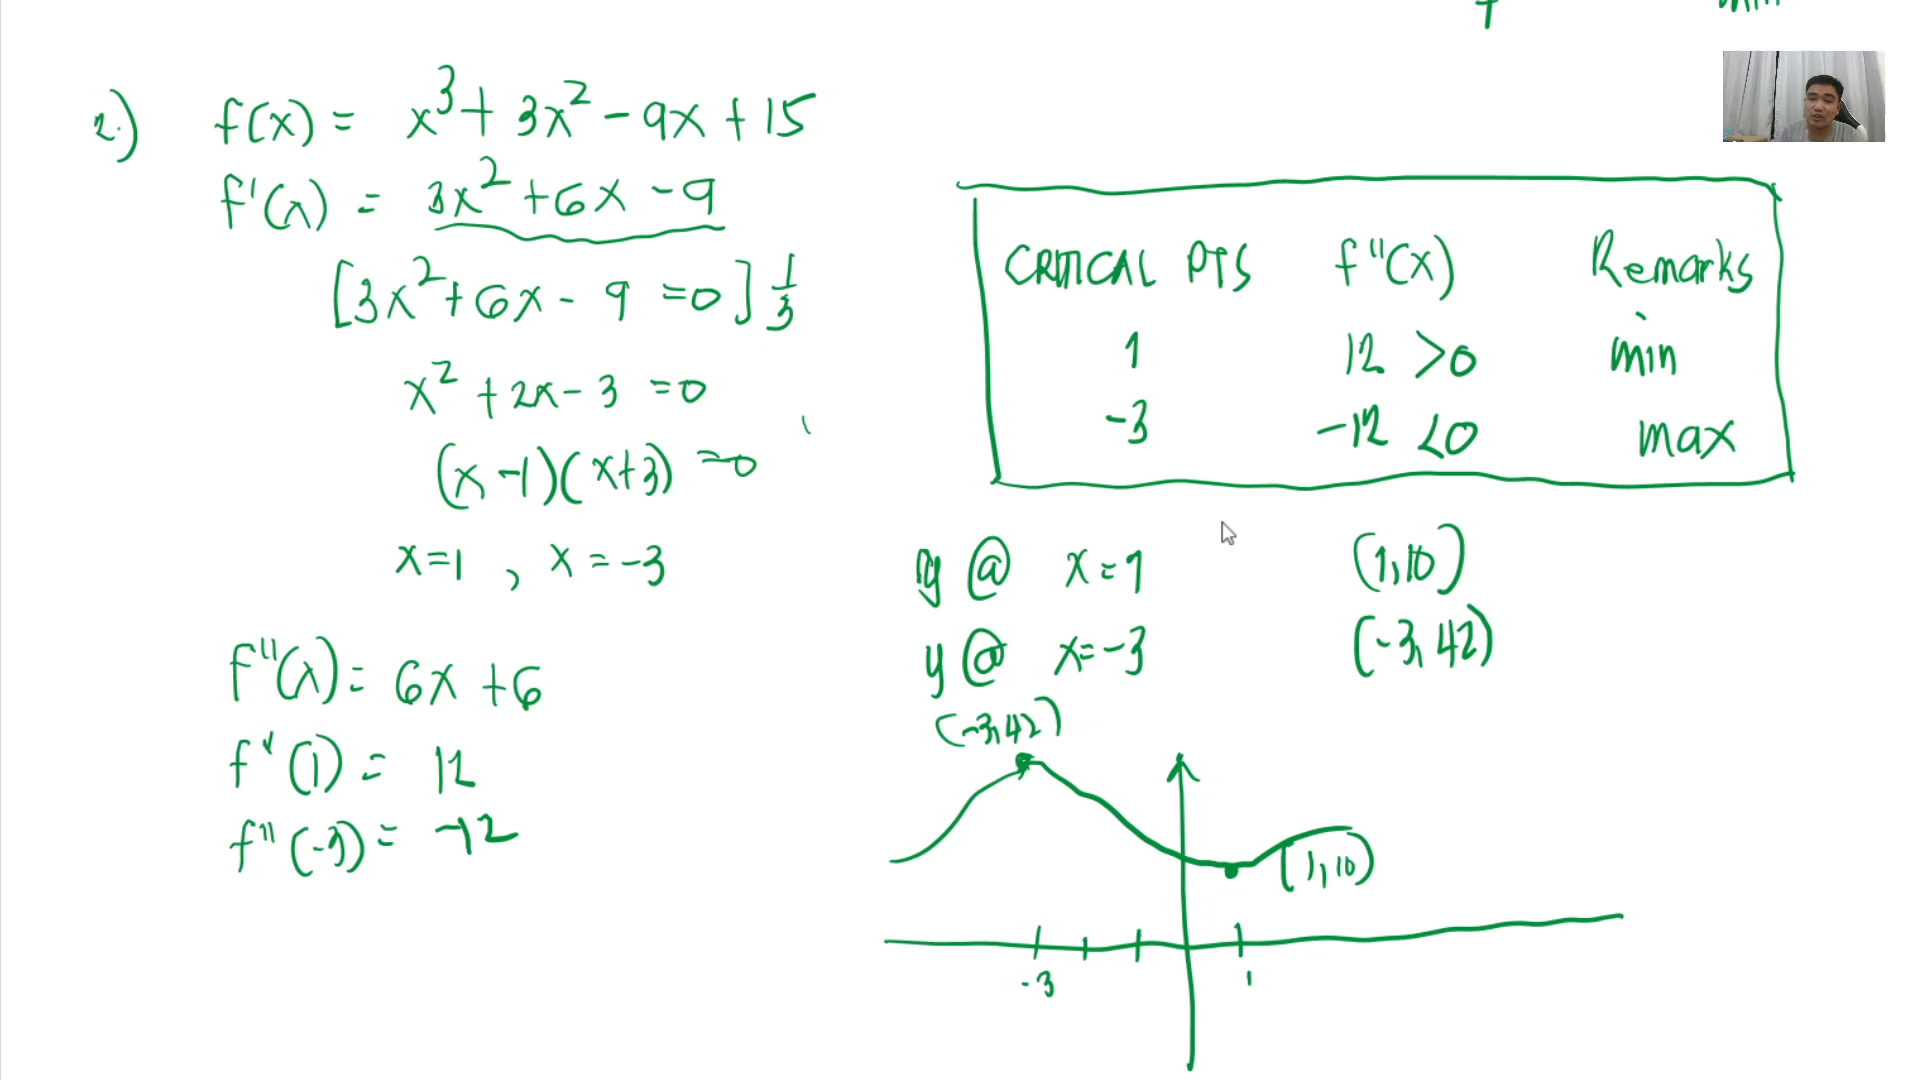 min
2.) f(x) = x³ + 3x² - 9x + 15
f'(x) = 3x² + 6x - 9
[3x² + 6x - 9 = 0] 1/3
x² + 2x - 3 = 0
(x - 1)(x + 3) = 0
x = 1 , x = -3
f''(x) = 6x + 6
f''(1) = 12
f''(-3) = -12
CRITICAL PTS f''(x) Remarks
1 12 > 0 min
-3 -12 < 0 max
y @ x = 1 (1, 10)
y @ x = -3 (-3, 42)
(-3, 42)
(1, 10)
-3 1